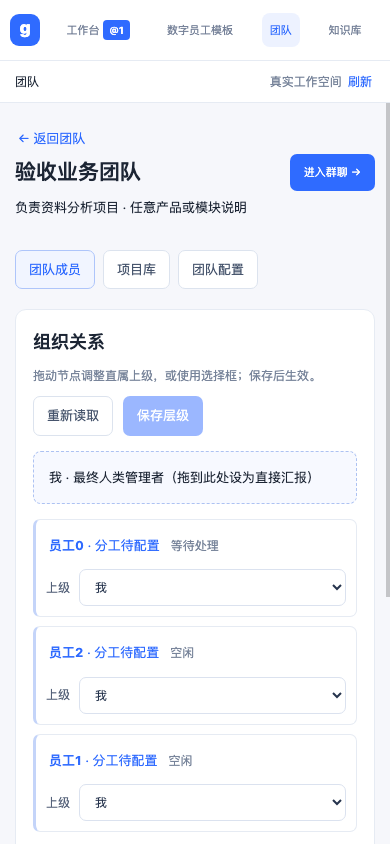 g 工作台 @1 数字员工模板 团队 知识库
团队 真实工作空间 刷新
← 返回团队
验收业务团队 进入群聊 →
负责资料分析项目 · 任意产品或模块说明
团队成员 项目库 团队配置
组织关系
拖动节点调整直属上级，或使用选择框；保存后生效。
重新读取 保存层级
我 · 最终人类管理者（拖到此处设为直接汇报）
员工0 · 分工待配置 等待处理
上级 我
员工2 · 分工待配置 空闲
上级 我
员工1 · 分工待配置 空闲
上级 我